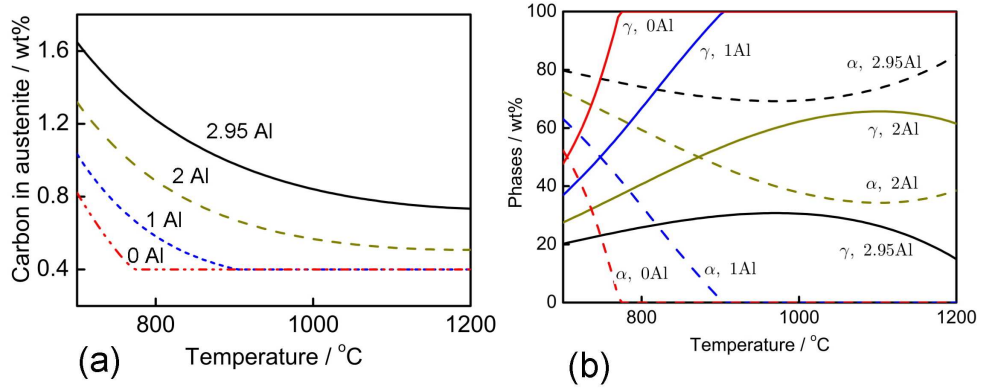 Carbon in austenite / wt%
1.6
1.2
0.8
0.4
2.95 Al
2 Al
1 Al
0 Al
800
1000
1200
Temperature / °C
(a)
Phases / wt%
100
80
60
40
20
0
γ, 0Al
γ, 1Al
α, 2.95Al
γ, 2Al
α, 2Al
γ, 2.95Al
α, 0Al
α, 1Al
800
1000
1200
Temperature / °C
(b)